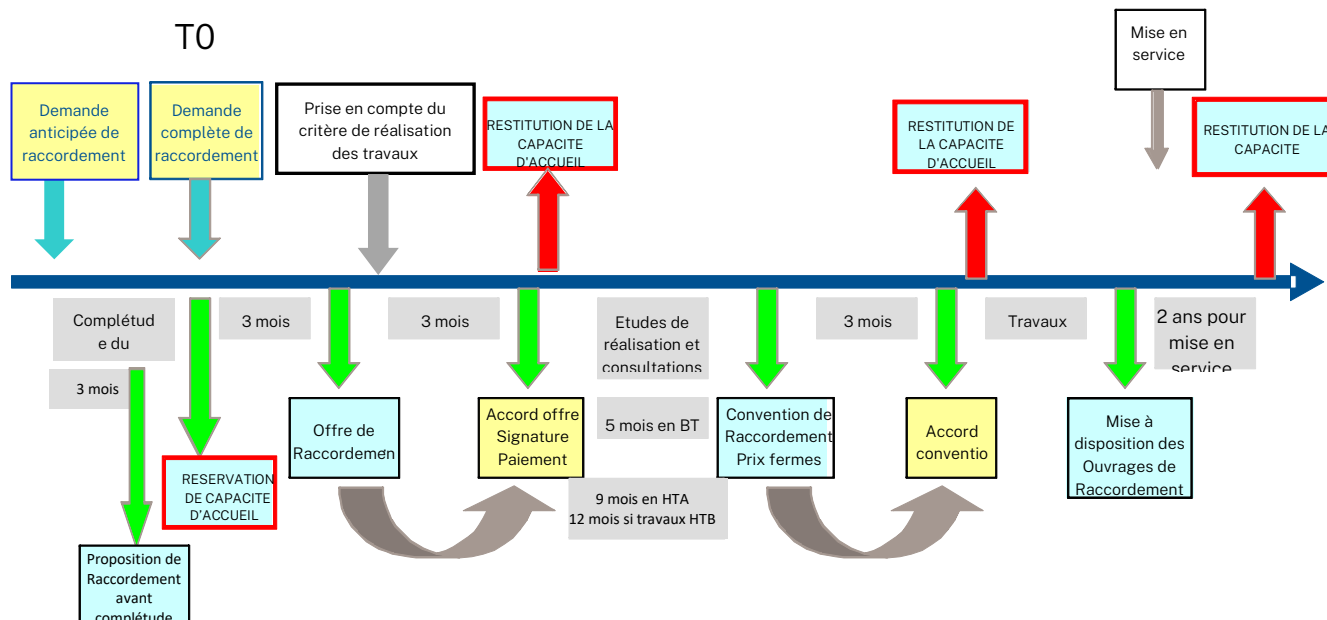 T0
Mise en
service
Demande
anticipée de
raccordement
Demande
complète de
raccordement
Prise en compte du
critère de réalisation
des travaux
RESTITUTION DE LA
CAPACITE
D'ACCUEIL
RESTITUTION DE
LA CAPACITE
D'ACCUEIL
RESTITUTION DE LA
CAPACITE
Complétud
e du
3 mois
3 mois
3 mois
Etudes de
réalisation et
consultations
3 mois
Travaux
2 ans pour
mise en
service
3 mois
Offre de
Raccordemen
Accord offre
Signature
Paiement
5 mois en BT
Convention de
Raccordement
Prix fermes
Accord
conventio
Mise à
disposition des
Ouvrages de
Raccordement
RESERVATION
DE CAPACITE
D'ACCUEIL
9 mois en HTA
12 mois si travaux HTB
Proposition de
Raccordement
avant
complétude